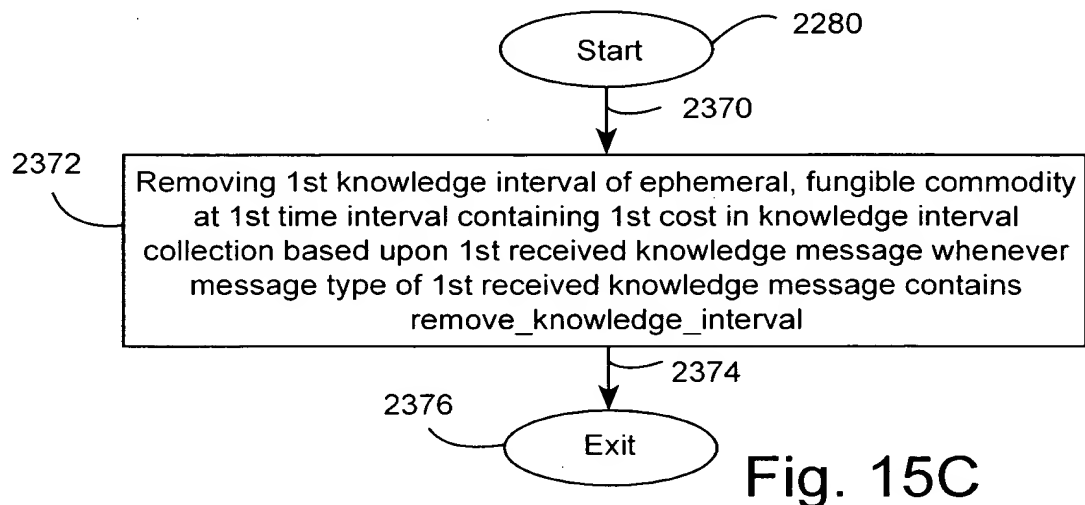 2280
Start
2370
2372
Removing 1st knowledge interval of ephemeral, fungible commodity
at 1st time interval containing 1st cost in knowledge interval
collection based upon 1st received knowledge message whenever
message type of 1st received knowledge message contains
remove_knowledge_interval
2374
2376
Exit
Fig. 15C